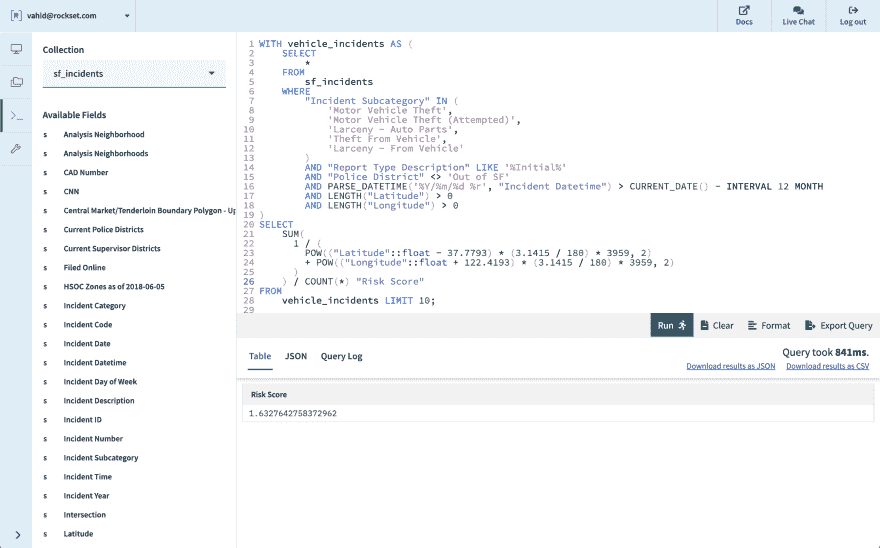 [R] vahid@rockset.com
Docs
Live Chat
Log out
Collection
sf_incidents
Available Fields
s Analysis Neighborhood
s Analysis Neighborhoods
s CAD Number
s CNN
s Central Market/Tenderloin Boundary Polygon - Up
s Current Police Districts
s Current Supervisor Districts
s Filed Online
s HSOC Zones as of 2018-06-05
s Incident Category
s Incident Code
s Incident Date
s Incident Datetime
s Incident Day of Week
s Incident Description
s Incident ID
s Incident Number
s Incident Subcategory
s Incident Time
s Incident Year
s Intersection
s Latitude
1 WITH vehicle_incidents AS (
2 SELECT
3 *
4 FROM
5 sf_incidents
6 WHERE
7 "Incident Subcategory" IN (
8 'Motor Vehicle Theft',
9 'Motor Vehicle Theft (Attempted)',
10 'Larceny - Auto Parts',
11 'Theft From Vehicle',
12 'Larceny - From Vehicle'
13 )
14 AND "Report Type Description" LIKE '%Initial%'
15 AND "Police District" <> 'Out of SF'
16 AND PARSE_DATETIME('%Y/%m/%d %r', "Incident Datetime") > CURRENT_DATE() - INTERVAL 12 MONTH
17 AND LENGTH("Latitude") > 0
18 AND LENGTH("Longitude") > 0
19 )
20 SELECT
21 SUM(
22 1 / (
23 POW(("Latitude"::float - 37.7793) * (3.1415 / 180) * 3959, 2)
24 + POW(("Longitude"::float + 122.4193) * (3.1415 / 180) * 3959, 2)
25 )
26 ) / COUNT(*) "Risk Score"
27 FROM
28 vehicle_incidents LIMIT 10;
29
Run
Clear
Format
Export Query
Table
JSON
Query Log
Query took 841ms.
Download results as JSON
Download results as CSV
Risk Score
1.6327642758372962